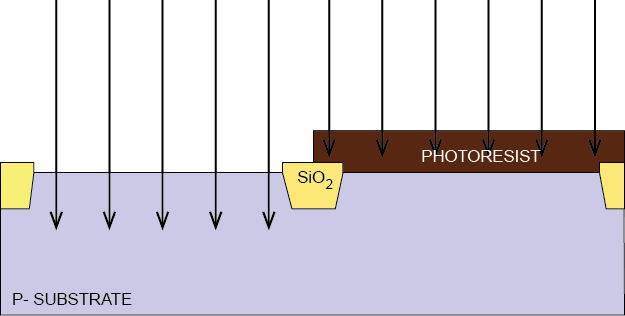 PHOTORESIST
SiO₂
P- SUBSTRATE